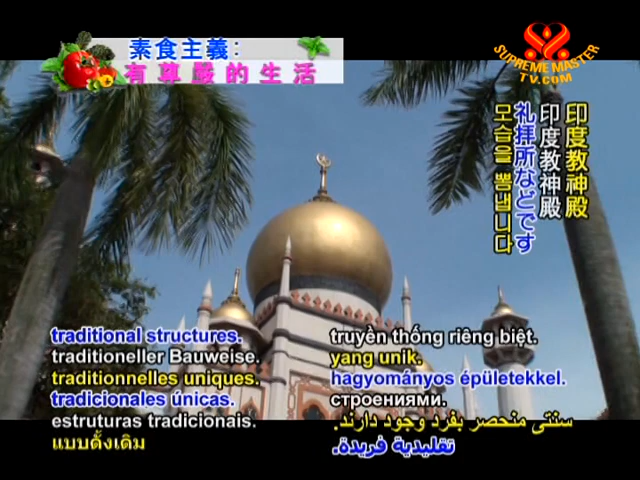 素食主義:
有尊嚴的生活
SUPREME MASTER
TV.COM
印度教神殿
印度教神殿
礼拝所などです
모습을 뽐냅니다
traditional structures.
traditioneller Bauweise.
traditionnelles uniques.
tradicionales únicas.
estruturas tradicionais.
แบบดั้งเดิม
truyền thống riêng biệt.
yang unik.
hagyományos épületekkel.
строениями.
سنتی منحصر بفرد وجود دارند.
تقليدية فريدة.